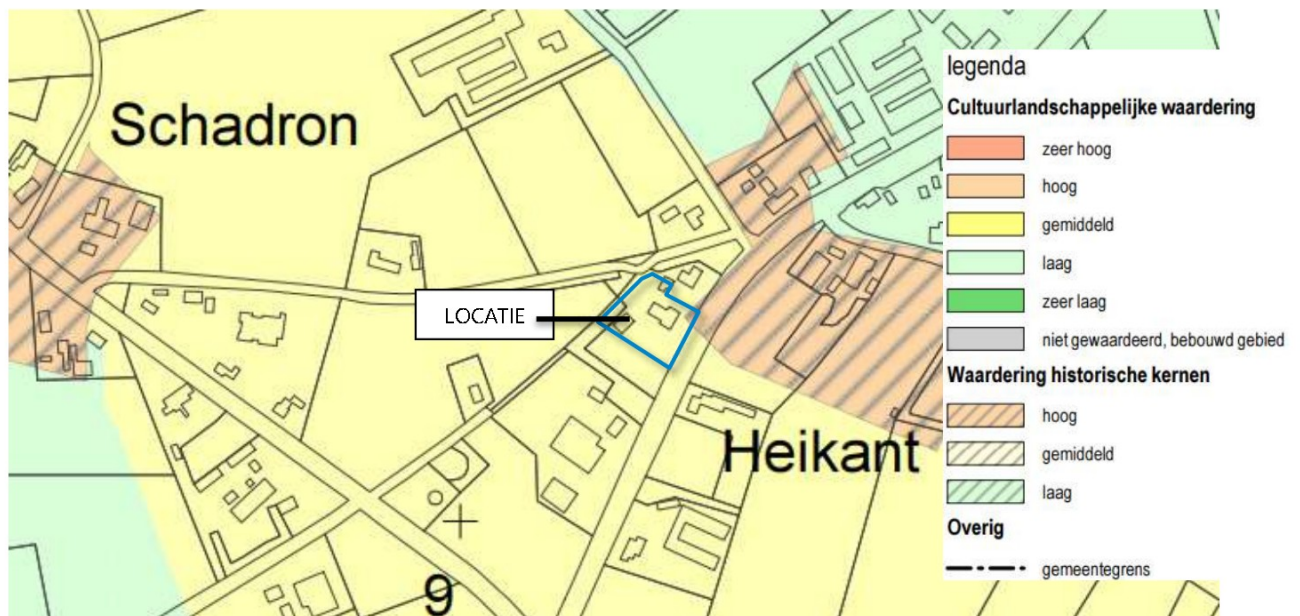 Schadron
LOCATIE
Heikant
9
legenda
Cultuurlandschappelijke waardering
zeer hoog
hoog
gemiddeld
laag
zeer laag
niet gewaardeerd, bebouwd gebied
Waardering historische kernen
hoog
gemiddeld
laag
Overig
gemeentegrens